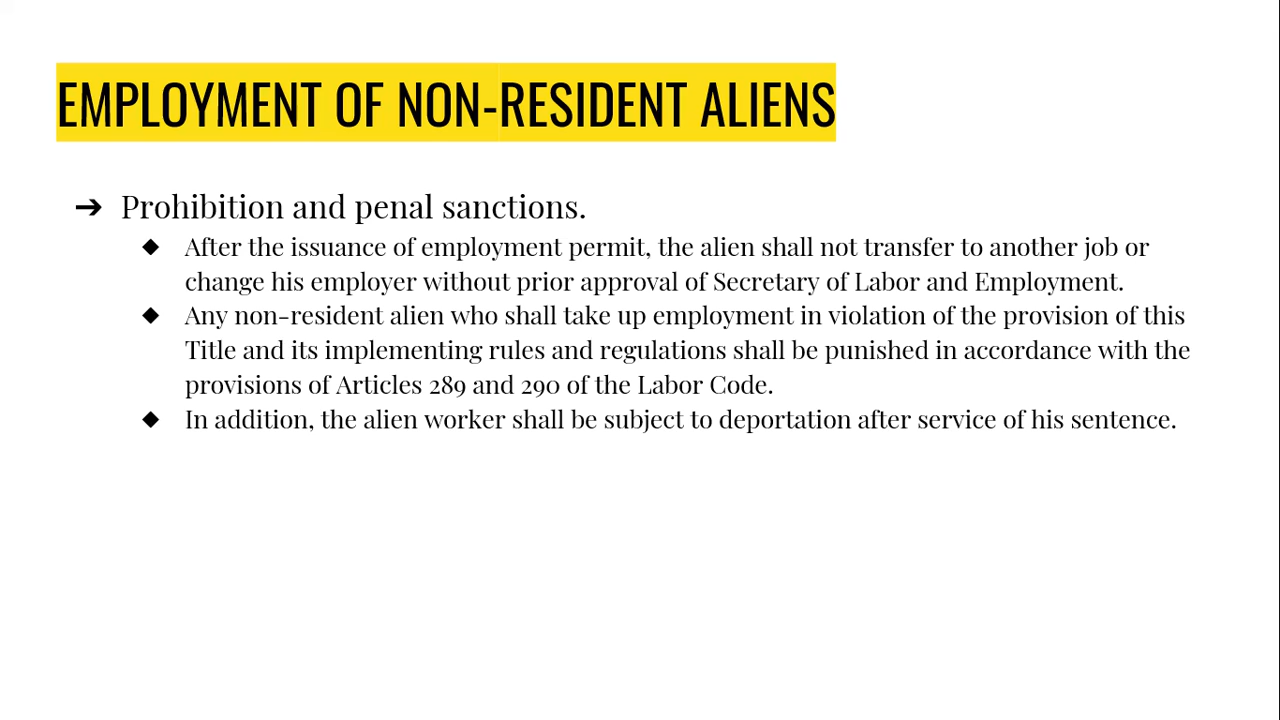 EMPLOYMENT OF NON-RESIDENT ALIENS
➔ Prohibition and penal sanctions.
◆ After the issuance of employment permit, the alien shall not transfer to another job or
change his employer without prior approval of Secretary of Labor and Employment.
◆ Any non-resident alien who shall take up employment in violation of the provision of this
Title and its implementing rules and regulations shall be punished in accordance with the
provisions of Articles 289 and 290 of the Labor Code.
◆ In addition, the alien worker shall be subject to deportation after service of his sentence.